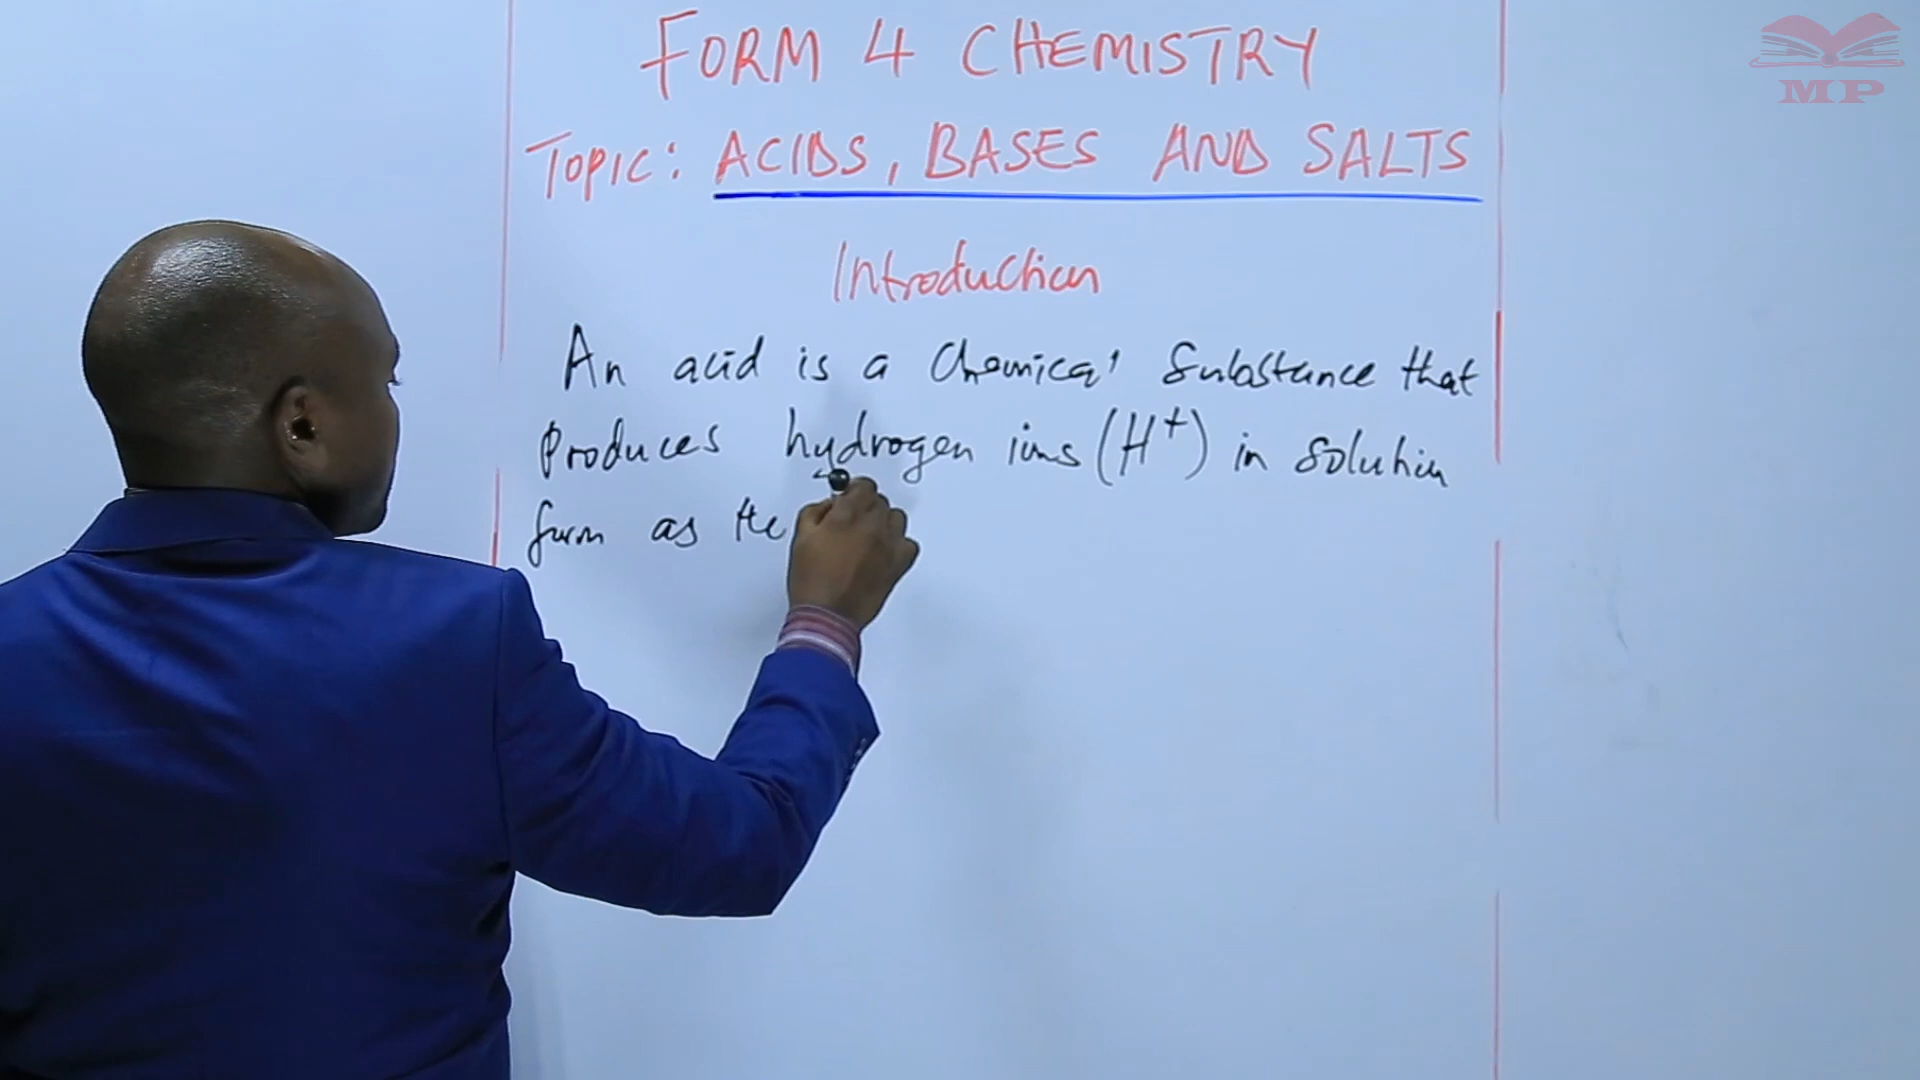 FORM 4 CHEMISTRY
MP
TOPIC: ACIDS, BASES AND SALTS
Introduction
An acid is a Chemical Substance that
Produces hydrogen ions (H⁺) in solution
form as the